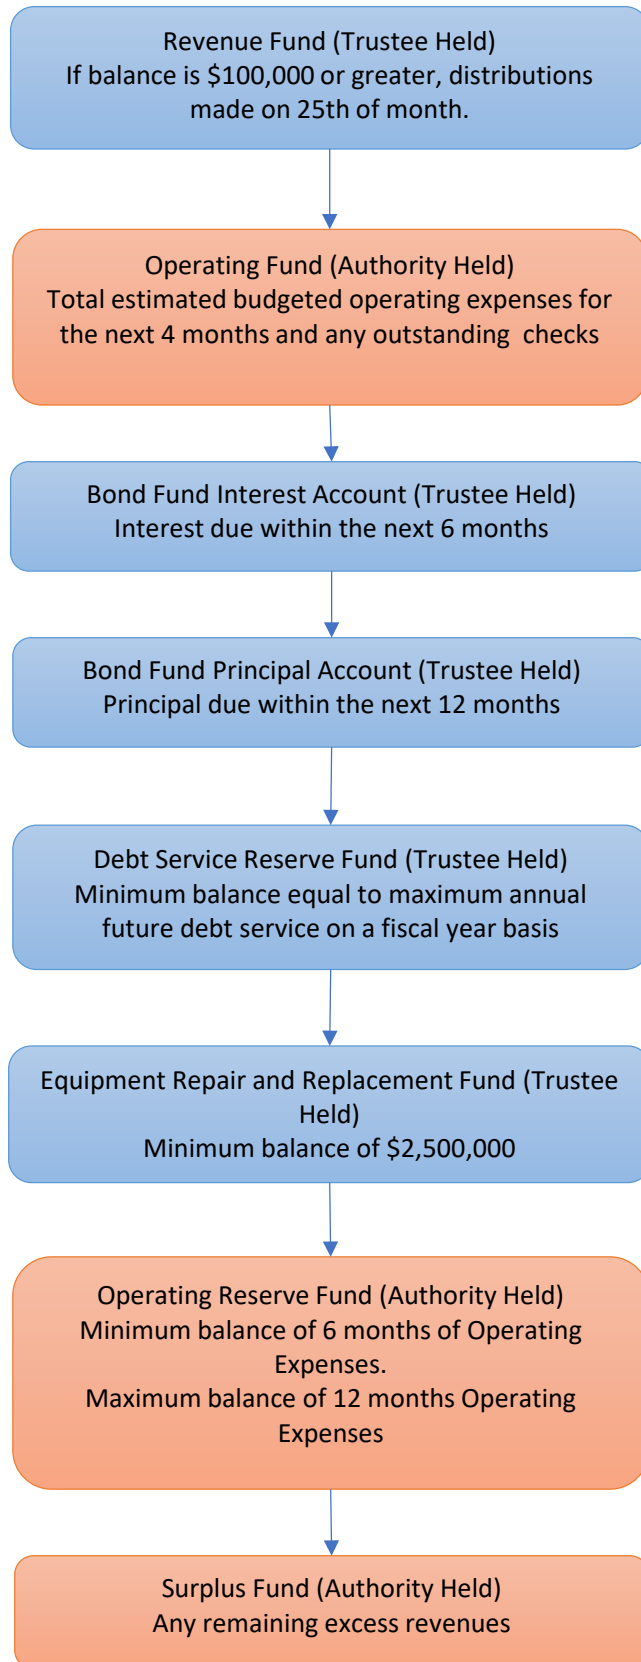 Revenue Fund (Trustee Held)
If balance is $100,000 or greater, distributions
made on 25th of month.
Operating Fund (Authority Held)
Total estimated budgeted operating expenses for
the next 4 months and any outstanding  checks
Bond Fund Interest Account (Trustee Held)
Interest due within the next 6 months
Bond Fund Principal Account (Trustee Held)
Principal due within the next 12 months
Debt Service Reserve Fund (Trustee Held)
Minimum balance equal to maximum annual
future debt service on a fiscal year basis
Equipment Repair and Replacement Fund (Trustee
Held)
Minimum balance of $2,500,000
Operating Reserve Fund (Authority Held)
Minimum balance of 6 months of Operating
Expenses.
Maximum balance of 12 months Operating
Expenses
Surplus Fund (Authority Held)
Any remaining excess revenues